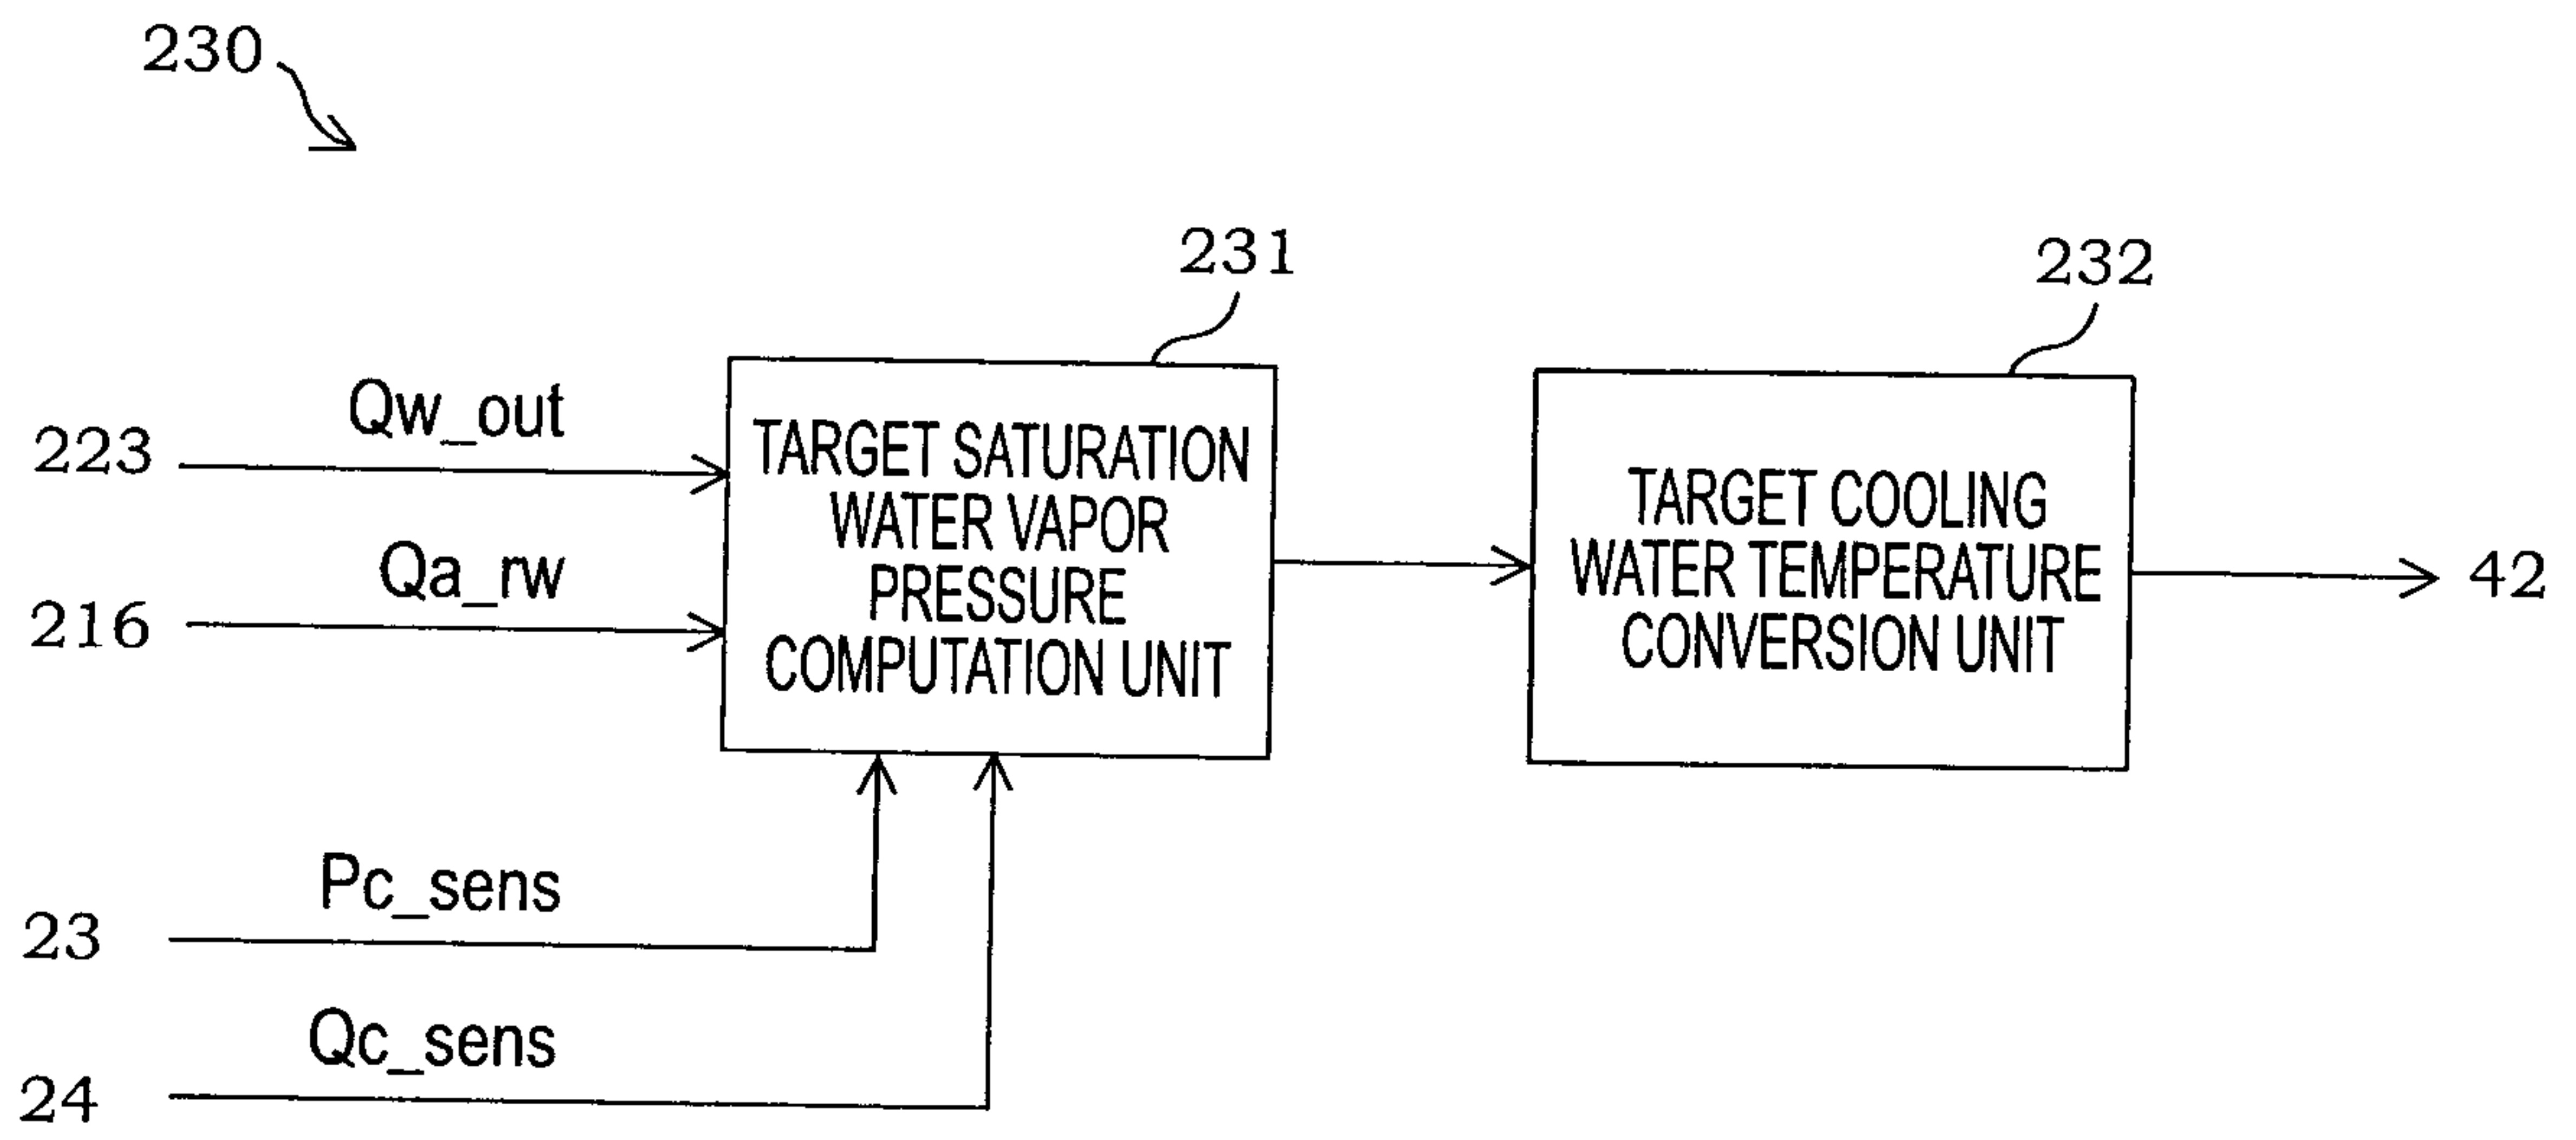 230
231
232
Qw_out
223
Qa_rw
216
TARGET SATURATION
WATER VAPOR
PRESSURE
COMPUTATION UNIT
TARGET COOLING
WATER TEMPERATURE
CONVERSION UNIT
42
Pc_sens
23
Qc_sens
24